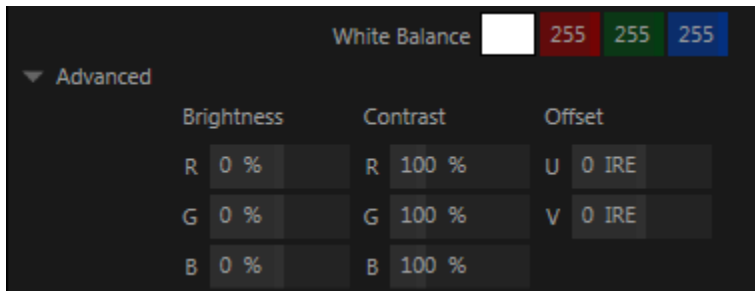 White Balance 255 255 255
Advanced
Brightness Contrast Offset
R 0 % R 100 % U 0 IRE
G 0 % G 100 % V 0 IRE
B 0 % B 100 %